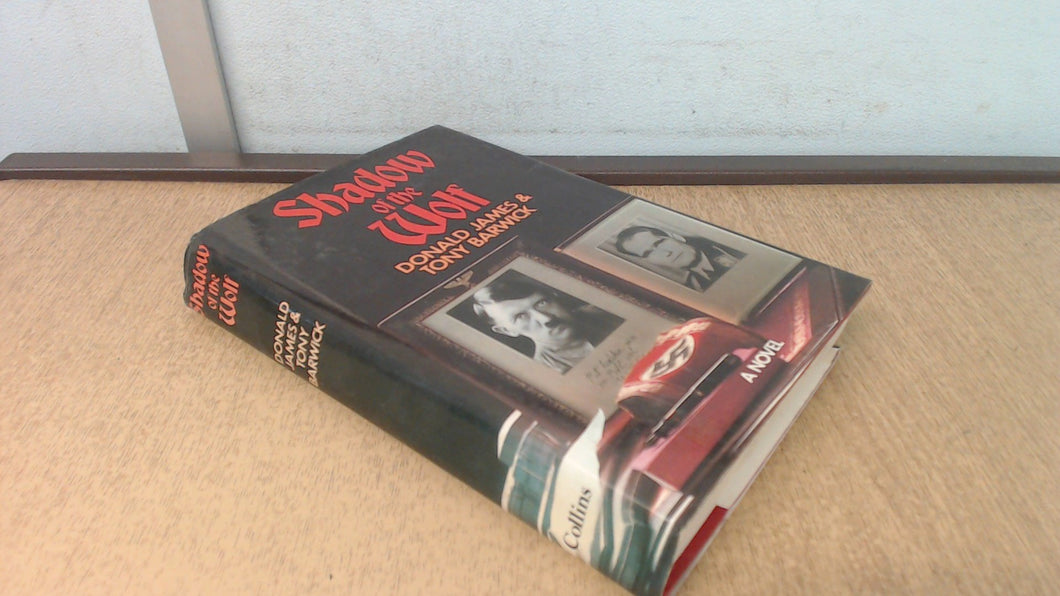 Shadow
of the
Wolf
DONALD JAMES &
TONY BARWICK
A NOVEL
Shadow
of the
Wolf
DONALD
JAMES &
TONY
BARWICK
Collins